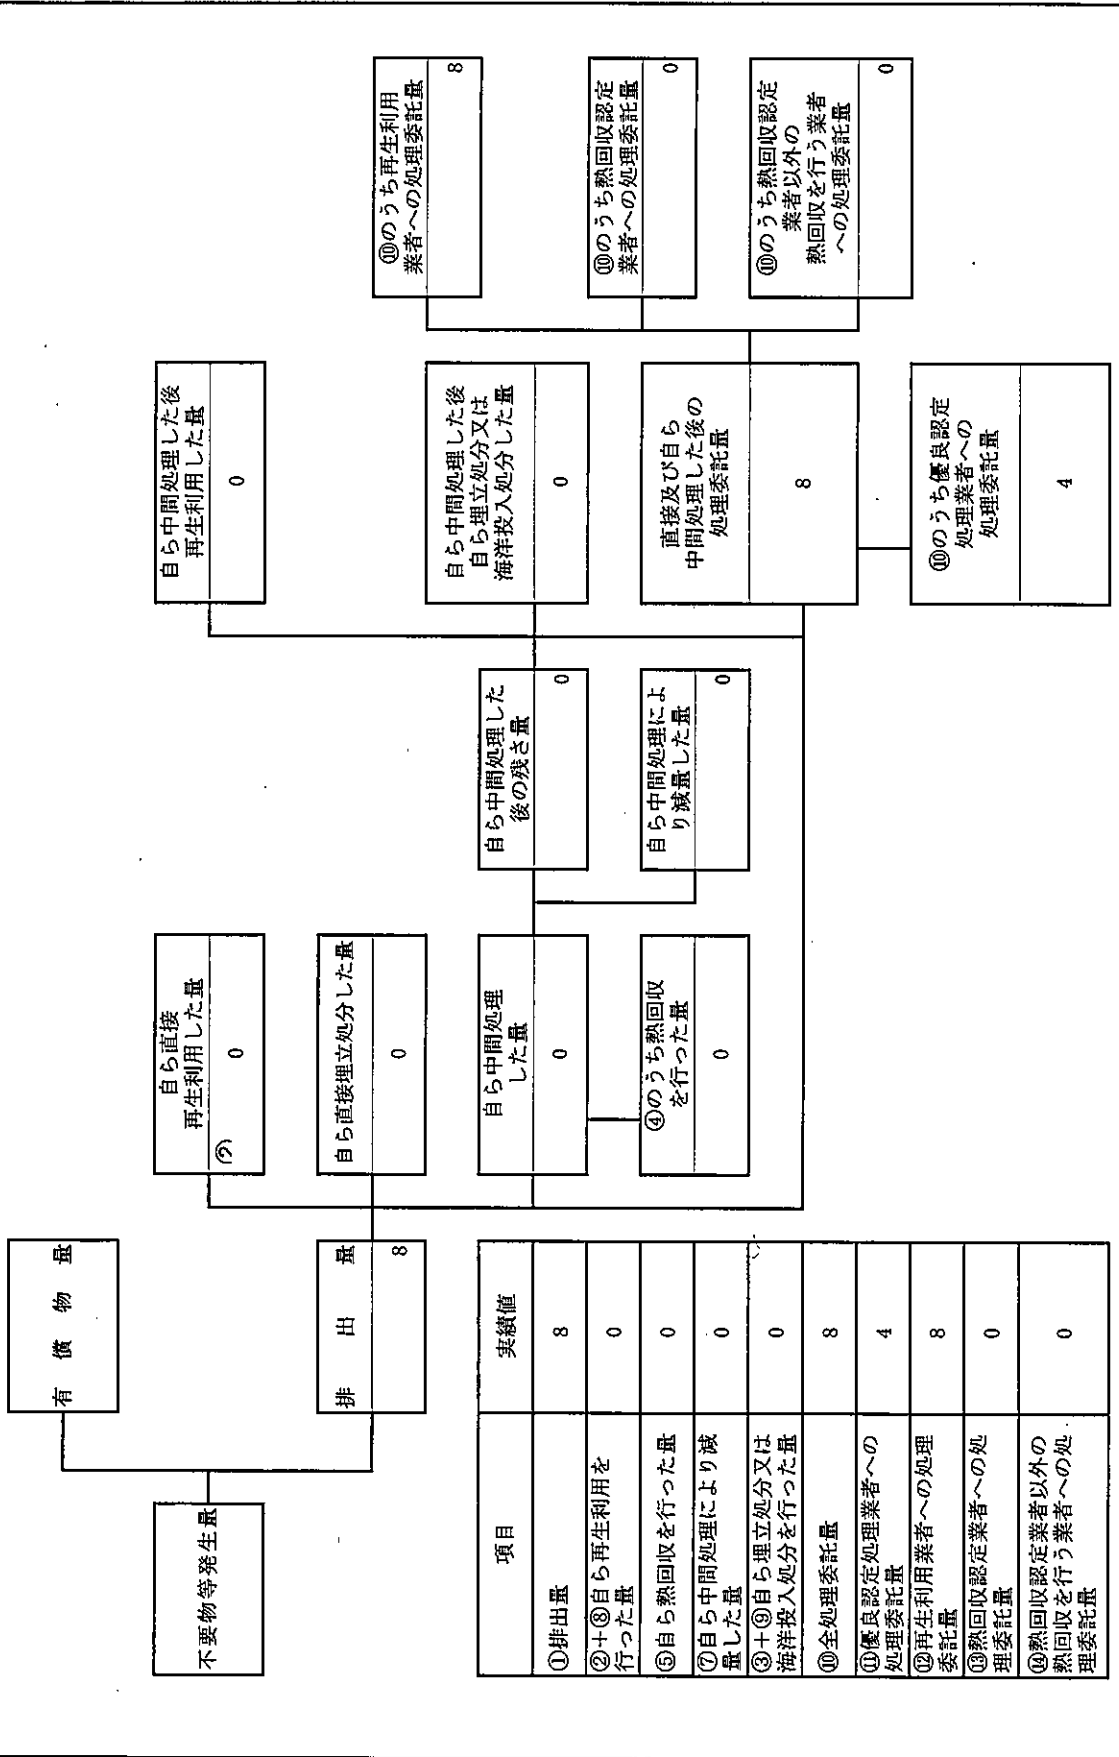 不要物等発生量
有償物量
排出量
8
自ら直接
再生利用した量
②
0
自ら直接埋立処分した量
0
自ら中間処理
した量
0
④のうち熱回収
を行った量
0
自ら中間処理した
後の残さ量
0
自ら中間処理によ
り減量した量
0
自ら中間処理した後
再生利用した量
0
自ら中間処理した後
自ら埋立処分又は
海洋投入処分した量
0
直接及び自ら
中間処理した後の
処理委託量
8
⑩のうち優良認定
処理業者への
処理委託量
4
⑩のうち再生利用
業者への処理委託量
8
⑩のうち熱回収認定
業者への処理委託量
0
⑩のうち熱回収認定
業者以外の
熱回収を行う業者
への処理委託量
0
項目 実績値
①排出量 8
②+⑧自ら再生利用を
行った量 0
⑤自ら熱回収を行った量 0
⑦自ら中間処理により減
量した量 0
③+⑨自ら埋立処分又は
海洋投入処分を行った量 0
⑩全処理委託量 8
⑪優良認定処理業者への
処理委託量 4
⑫再生利用業者への処理
委託量 8
⑬熱回収認定業者への処
理委託量 0
⑭熱回収認定業者以外の
熱回収を行う業者への処
理委託量 0